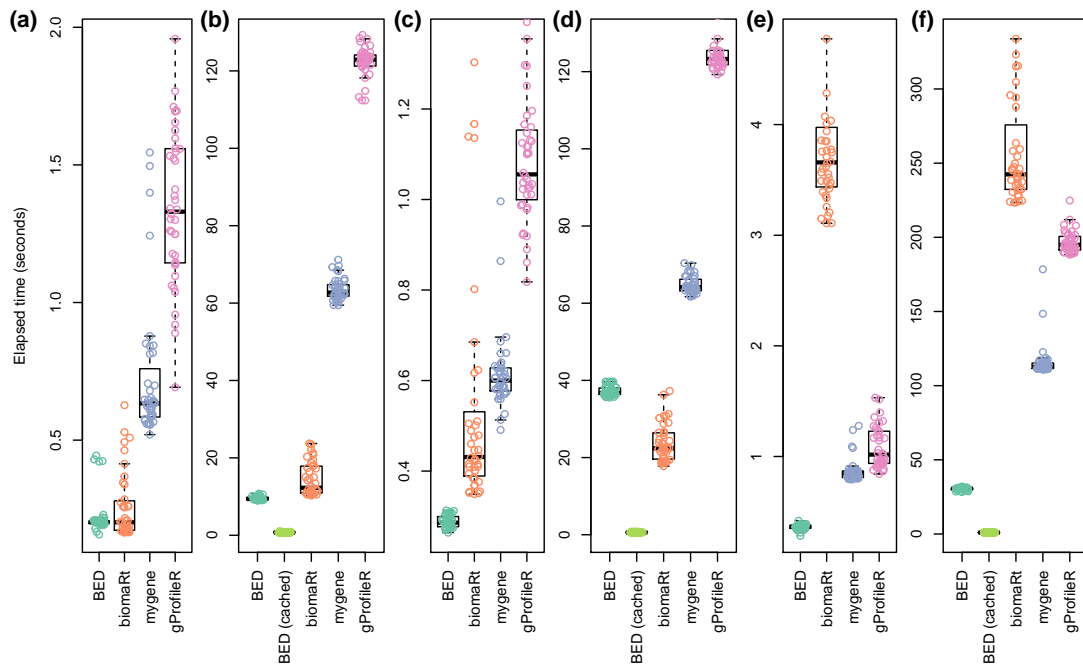 (a) (b) (c) (d) (e) (f)
Elapsed time (seconds)
2.0
1.5
1.0
0.5
BED
biomaRt
mygene
gProfileR
120
100
80
60
40
20
0
BED
BED (cached)
biomaRt
mygene
gProfileR
1.2
1.0
0.8
0.6
0.4
BED
biomaRt
mygene
gProfileR
120
100
80
60
40
20
0
BED
BED (cached)
biomaRt
mygene
gProfileR
4
3
2
1
BED
biomaRt
mygene
gProfileR
300
250
200
150
100
50
0
BED
BED (cached)
biomaRt
mygene
gProfileR